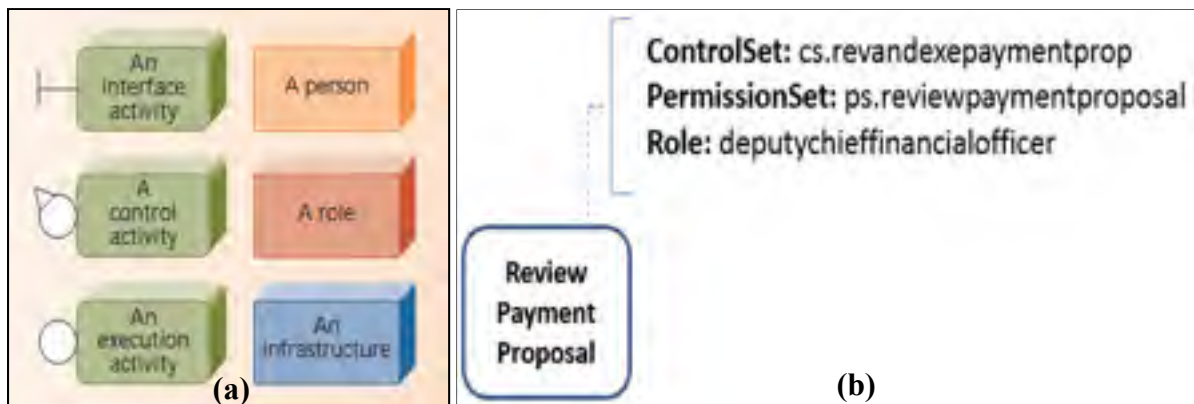 An
interface
activity
A person
A
control
activity
A role
An
execution
activity
An
infrastructure
(a)
ControlSet: cs.revandexepaymentprop
PermissionSet: ps.reviewpaymentproposal
Role: deputychieffinancialofficer
Review
Payment
Proposal
(b)